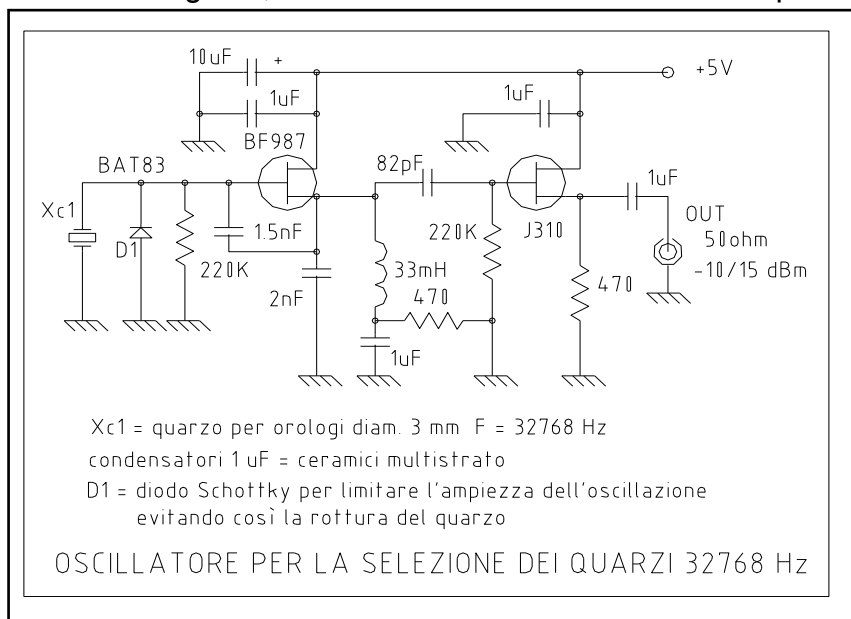 10uF
+
+5V
1uF
1uF
BF987
BAT83
82pF
1uF
Xc1
OUT
D1
1.5nF
220K
J310
50ohm
220K
33mH
-10/15 dBm
2nF
470
470
1uF
Xc1 = quarzo per orologi diam. 3 mm F = 32768 Hz
condensatori 1 uF = ceramici multistrato
D1 = diodo Schottky per limitare l'ampiezza dell'oscillazione
evitando così la rottura del quarzo
OSCILLATORE PER LA SELEZIONE DEI QUARZI 32768 Hz